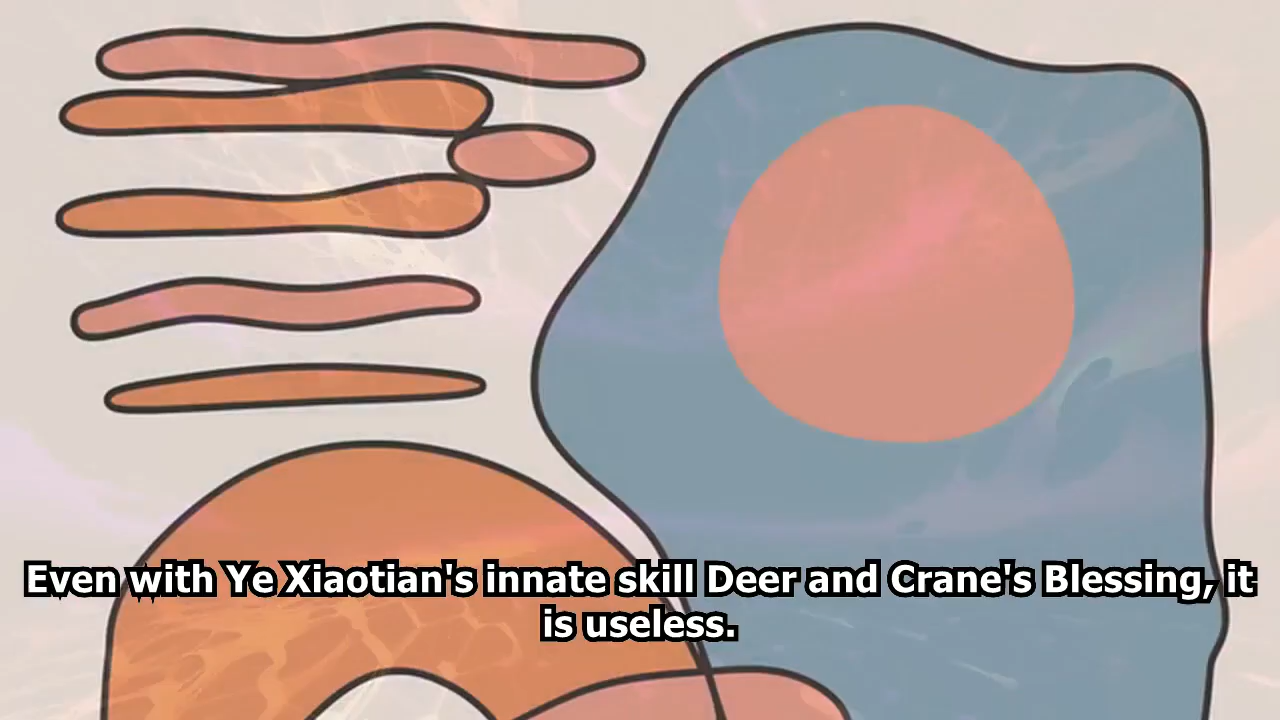 Even with Ye Xiaotian's innate skill Deer and Crane's Blessing, it
is useless.